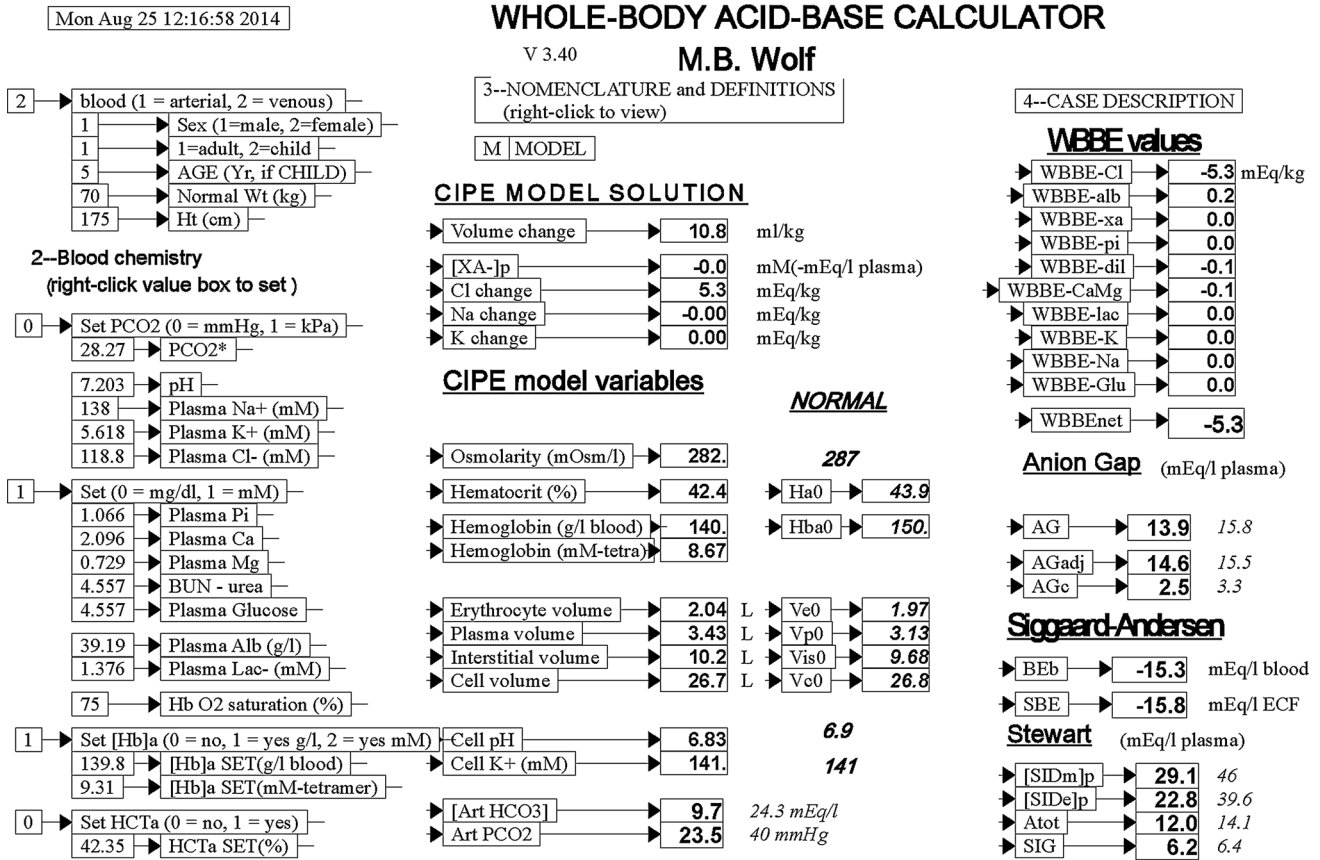 Mon Aug 25 12:16:58 2014
WHOLE-BODY ACID-BASE CALCULATOR
V 3.40
M.B. Wolf
3--NOMENCLATURE and DEFINITIONS
(right-click to view)
M MODEL
2 blood (1 = arterial, 2 = venous)
1 Sex (1=male, 2=female)
1 1=adult, 2=child
5 AGE (Yr, if CHILD)
70 Normal Wt (kg)
175 Ht (cm)
2--Blood chemistry
(right-click value box to set )
0 Set PCO2 (0 = mmHg, 1 = kPa)
28.27 PCO2*
7.203 pH
138 Plasma Na+ (mM)
5.618 Plasma K+ (mM)
118.8 Plasma Cl- (mM)
1 Set (0 = mg/dl, 1 = mM)
1.066 Plasma Pi
2.096 Plasma Ca
0.729 Plasma Mg
4.557 BUN - urea
4.557 Plasma Glucose
39.19 Plasma Alb (g/l)
1.376 Plasma Lac- (mM)
75 Hb O2 saturation (%)
1 Set [Hb]a (0 = no, 1 = yes g/l, 2 = yes mM)
139.8 [Hb]a SET(g/l blood)
9.31 [Hb]a SET(mM-tetramer)
0 Set HCTa (0 = no, 1 = yes)
42.35 HCTa SET(%)
CIPE MODEL SOLUTION
Volume change 10.8 ml/kg
[XA-]p -0.0 mM(-mEq/l plasma)
Cl change 5.3 mEq/kg
Na change -0.00 mEq/kg
K change 0.00 mEq/kg
CIPE model variables
NORMAL
Osmolarity (mOsm/l) 282. 287
Hematocrit (%) 42.4 Ha0 43.9
Hemoglobin (g/l blood) 140. Hba0 150.
Hemoglobin (mM-tetra) 8.67
Erythrocyte volume 2.04 L Ve0 1.97
Plasma volume 3.43 L Vp0 3.13
Interstitial volume 10.2 L Vis0 9.68
Cell volume 26.7 L Vc0 26.8
Cell pH 6.83 6.9
Cell K+ (mM) 141. 141
[Art HCO3] 9.7 24.3 mEq/l
Art PCO2 23.5 40 mmHg
4--CASE DESCRIPTION
WBBE values
WBBE-Cl -5.3 mEq/kg
WBBE-alb 0.2
WBBE-xa 0.0
WBBE-pi 0.0
WBBE-dil -0.1
WBBE-CaMg -0.1
WBBE-lac 0.0
WBBE-K 0.0
WBBE-Na 0.0
WBBE-Glu 0.0
WBBEnet -5.3
Anion Gap (mEq/l plasma)
AG 13.9 15.8
AGadj 14.6 15.5
AGc 2.5 3.3
Siggaard-Andersen
BEb -15.3 mEq/l blood
SBE -15.8 mEq/l ECF
Stewart (mEq/l plasma)
[SIDm]p 29.1 46
[SIDe]p 22.8 39.6
Atot 12.0 14.1
SIG 6.2 6.4